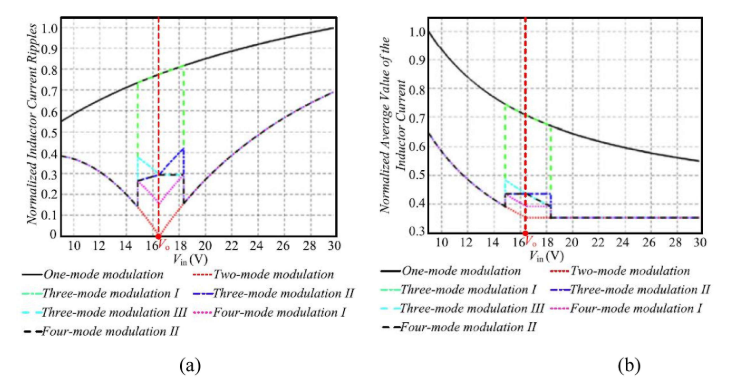 Normalized Inductor Current Ripples
1.0
0.9
0.8
0.7
0.6
0.5
0.4
0.3
0.2
0.1
0
10 12 14 16 18 20 22 24 26 28 30
Vo
Vin (V)
One-mode modulation
Two-mode modulation
Three-mode modulation I
Three-mode modulation II
Three-mode modulation III
Four-mode modulation I
Four-mode modulation II
(a)
Normalized Average Value of the
Inductor Current
1.0
0.9
0.8
0.7
0.6
0.5
0.4
0.3
10 12 14 16 18 20 22 24 26 28 30
Vo
Vin (V)
One-mode modulation
Two-mode modulation
Three-mode modulation I
Three-mode modulation II
Three-mode modulation III
Four-mode modulation I
Four-mode modulation II
(b)